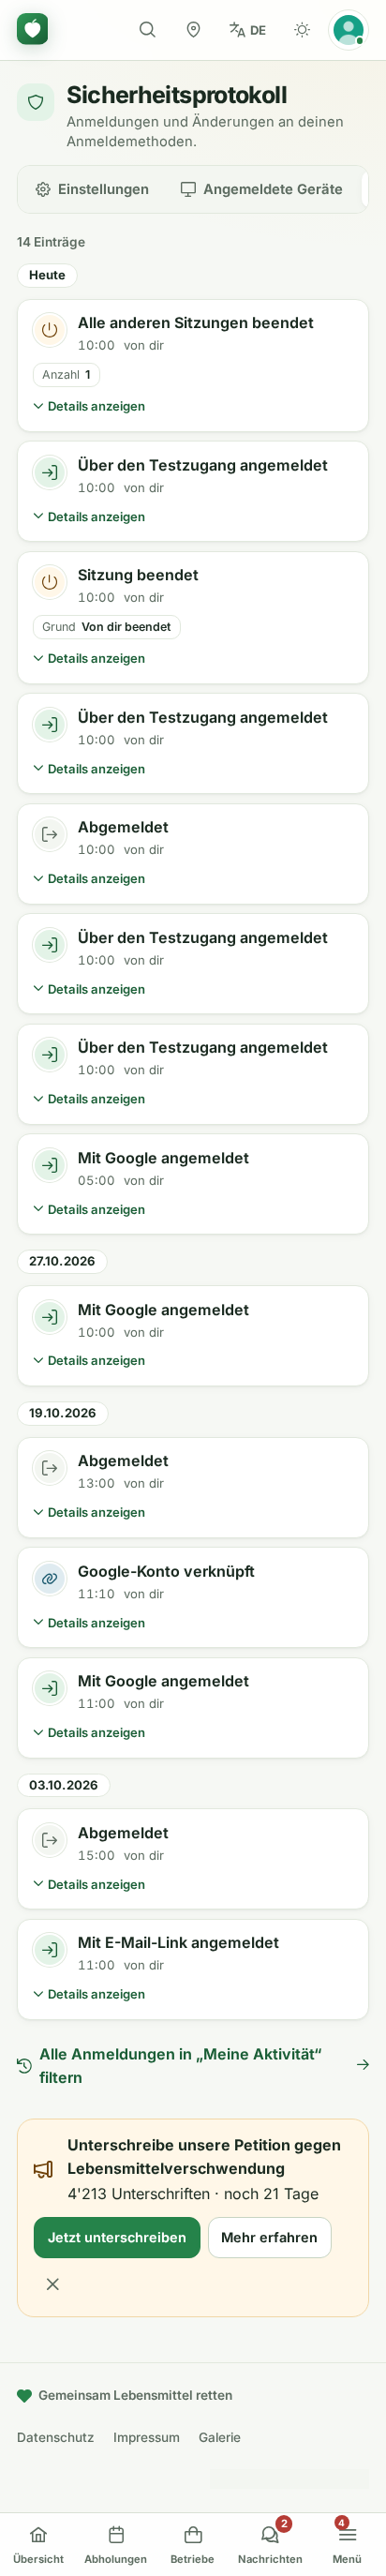 DE
Sicherheitsprotokoll
Anmeldungen und Änderungen an deinen
Anmeldemethoden.
Einstellungen
Angemeldete Geräte
14 Einträge
Heute
Alle anderen Sitzungen beendet
10:00 von dir
Anzahl 1
Details anzeigen
Über den Testzugang angemeldet
10:00 von dir
Details anzeigen
Sitzung beendet
10:00 von dir
Grund Von dir beendet
Details anzeigen
Über den Testzugang angemeldet
10:00 von dir
Details anzeigen
Abgemeldet
10:00 von dir
Details anzeigen
Über den Testzugang angemeldet
10:00 von dir
Details anzeigen
Über den Testzugang angemeldet
10:00 von dir
Details anzeigen
Mit Google angemeldet
05:00 von dir
Details anzeigen
27.10.2026
Mit Google angemeldet
10:00 von dir
Details anzeigen
19.10.2026
Abgemeldet
13:00 von dir
Details anzeigen
Google-Konto verknüpft
11:10 von dir
Details anzeigen
Mit Google angemeldet
11:00 von dir
Details anzeigen
03.10.2026
Abgemeldet
15:00 von dir
Details anzeigen
Mit E-Mail-Link angemeldet
11:00 von dir
Details anzeigen
Alle Anmeldungen in „Meine Aktivität“
filtern
Unterschreibe unsere Petition gegen
Lebensmittelverschwendung
4'213 Unterschriften · noch 21 Tage
Jetzt unterschreiben
Mehr erfahren
Gemeinsam Lebensmittel retten
Datenschutz Impressum Galerie
2
4
Übersicht Abholungen Betriebe Nachrichten Menü